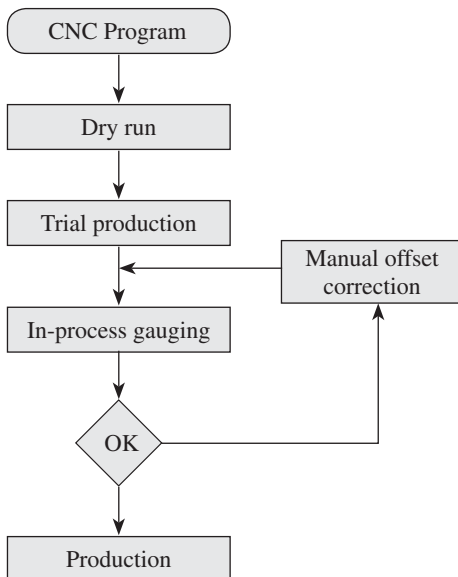 CNC Program
Dry run
Trial production
Manual offset
correction
In-process gauging
OK
Production